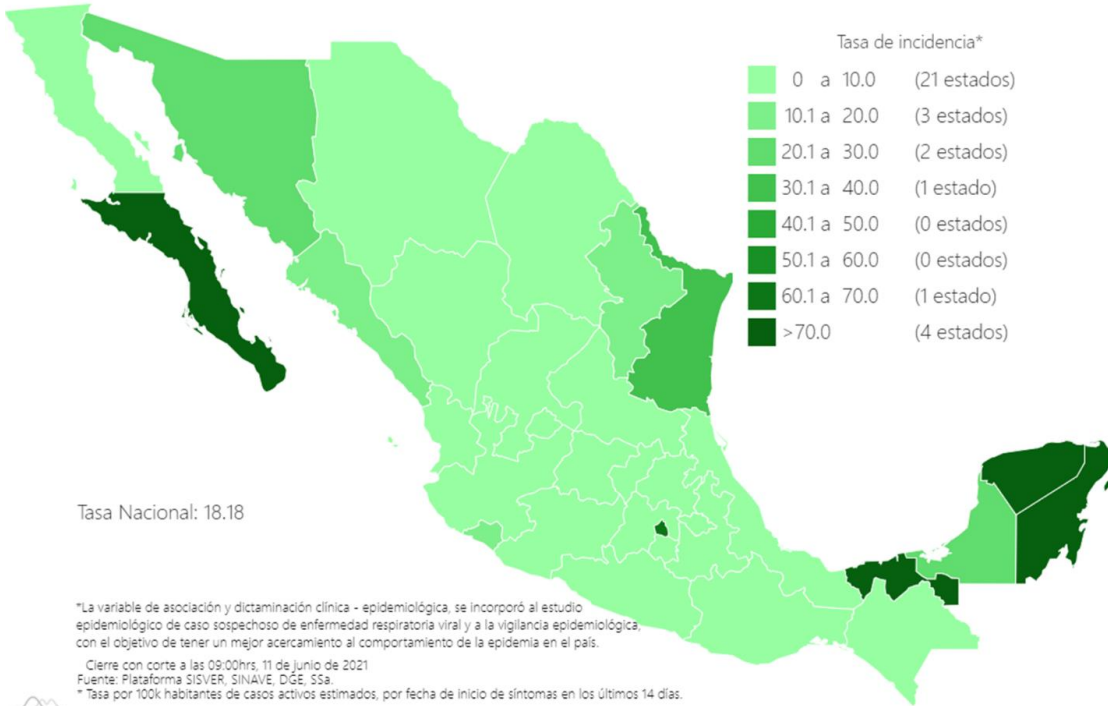 Tasa de incidencia*
0 a 10.0 (21 estados)
10.1 a 20.0 (3 estados)
20.1 a 30.0 (2 estados)
30.1 a 40.0 (1 estado)
40.1 a 50.0 (0 estados)
50.1 a 60.0 (0 estados)
60.1 a 70.0 (1 estado)
>70.0 (4 estados)
Tasa Nacional: 18.18
*La variable de asociación y dictaminación clínica - epidemiológica, se incorporó al estudio
epidemiológico de caso sospechoso de enfermedad respiratoria viral y a la vigilancia epidemiológica,
con el objetivo de tener un mejor acercamiento al comportamiento de la epidemia en el país.
Cierre con corte a las 09:00hrs, 11 de junio de 2021
Fuente: Plataforma SISVER, SINAVE, DGE, SSa.
* Tasa por 100k habitantes de casos activos estimados, por fecha de inicio de síntomas en los últimos 14 días.